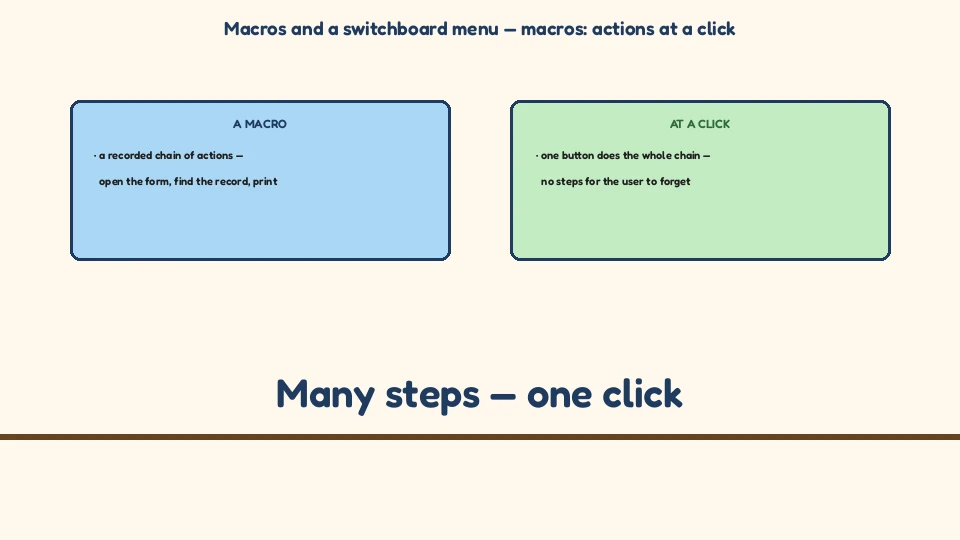 Macros and a switchboard menu — macros: actions at a click
A MACRO
· a recorded chain of actions —
open the form, find the record, print
AT A CLICK
· one button does the whole chain —
no steps for the user to forget
Many steps — one click